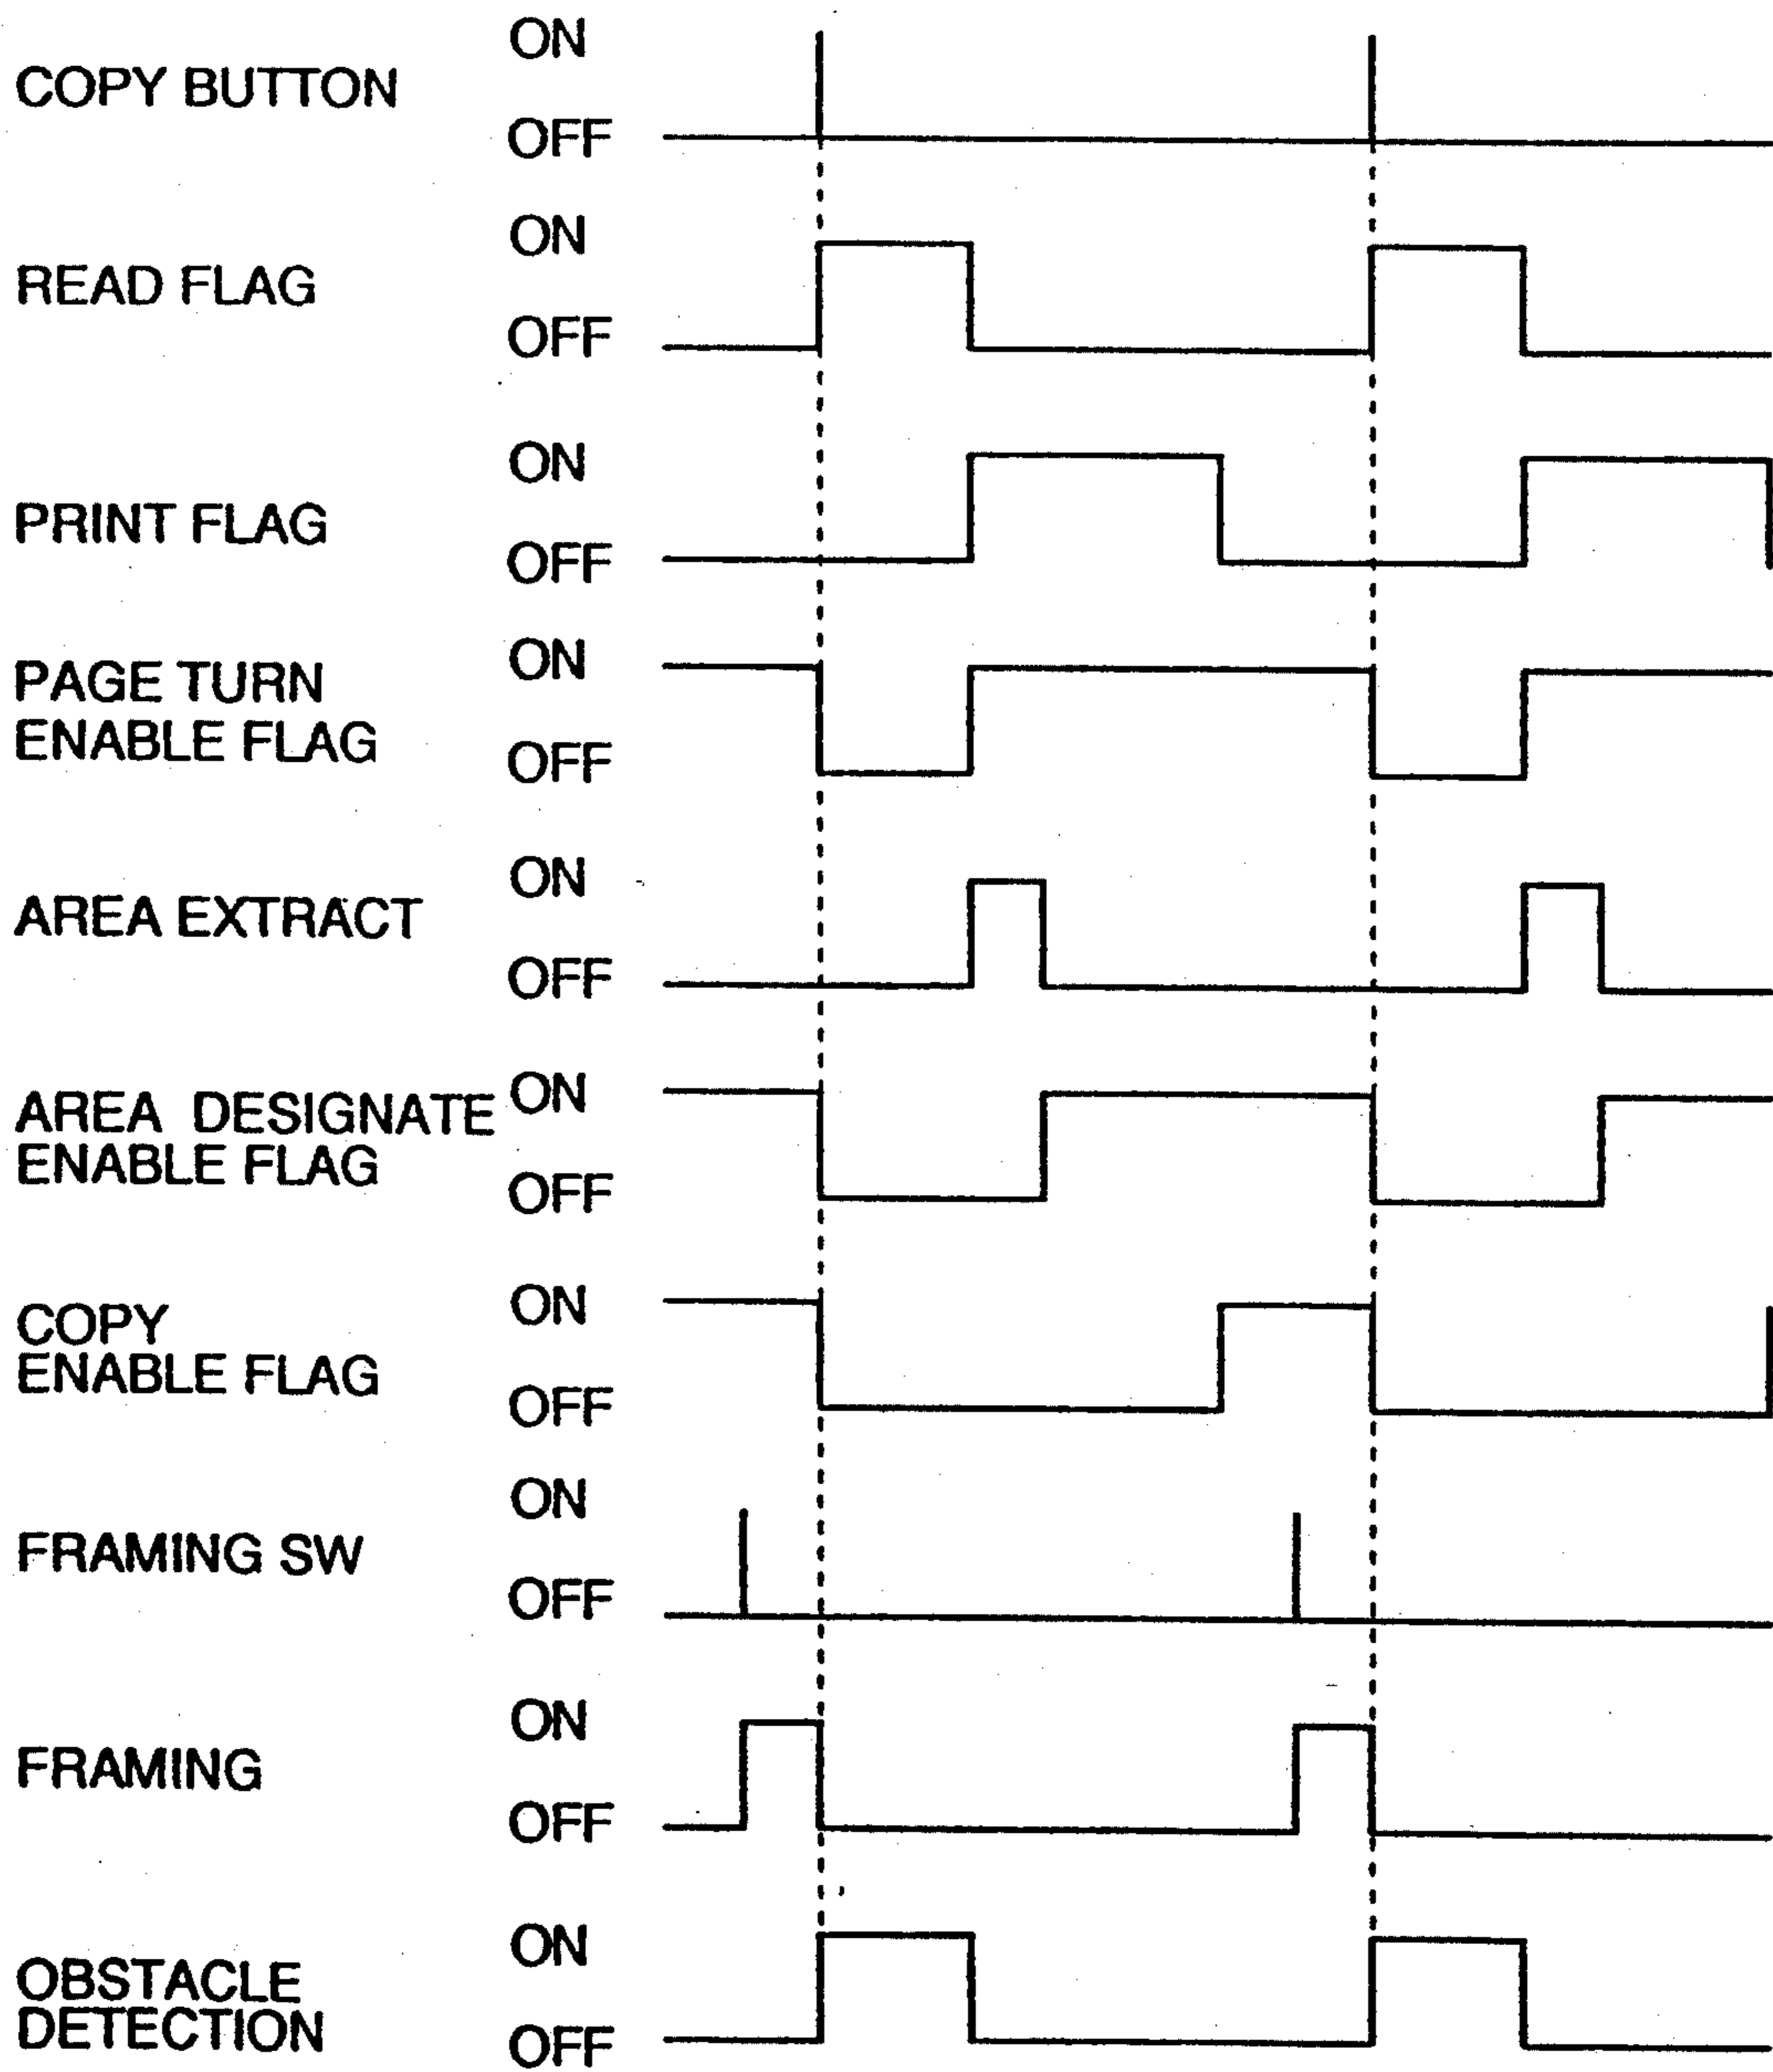 ON
COPY BUTTON
OFF
ON
READ FLAG
OFF
ON
PRINT FLAG
OFF
ON
PAGE TURN
ENABLE FLAG
OFF
ON
AREA EXTRACT
OFF
ON
AREA DESIGNATE
ENABLE FLAG
OFF
ON
COPY
ENABLE FLAG
OFF
ON
FRAMING SW
OFF
ON
FRAMING
OFF
ON
OBSTACLE
DETECTION
OFF